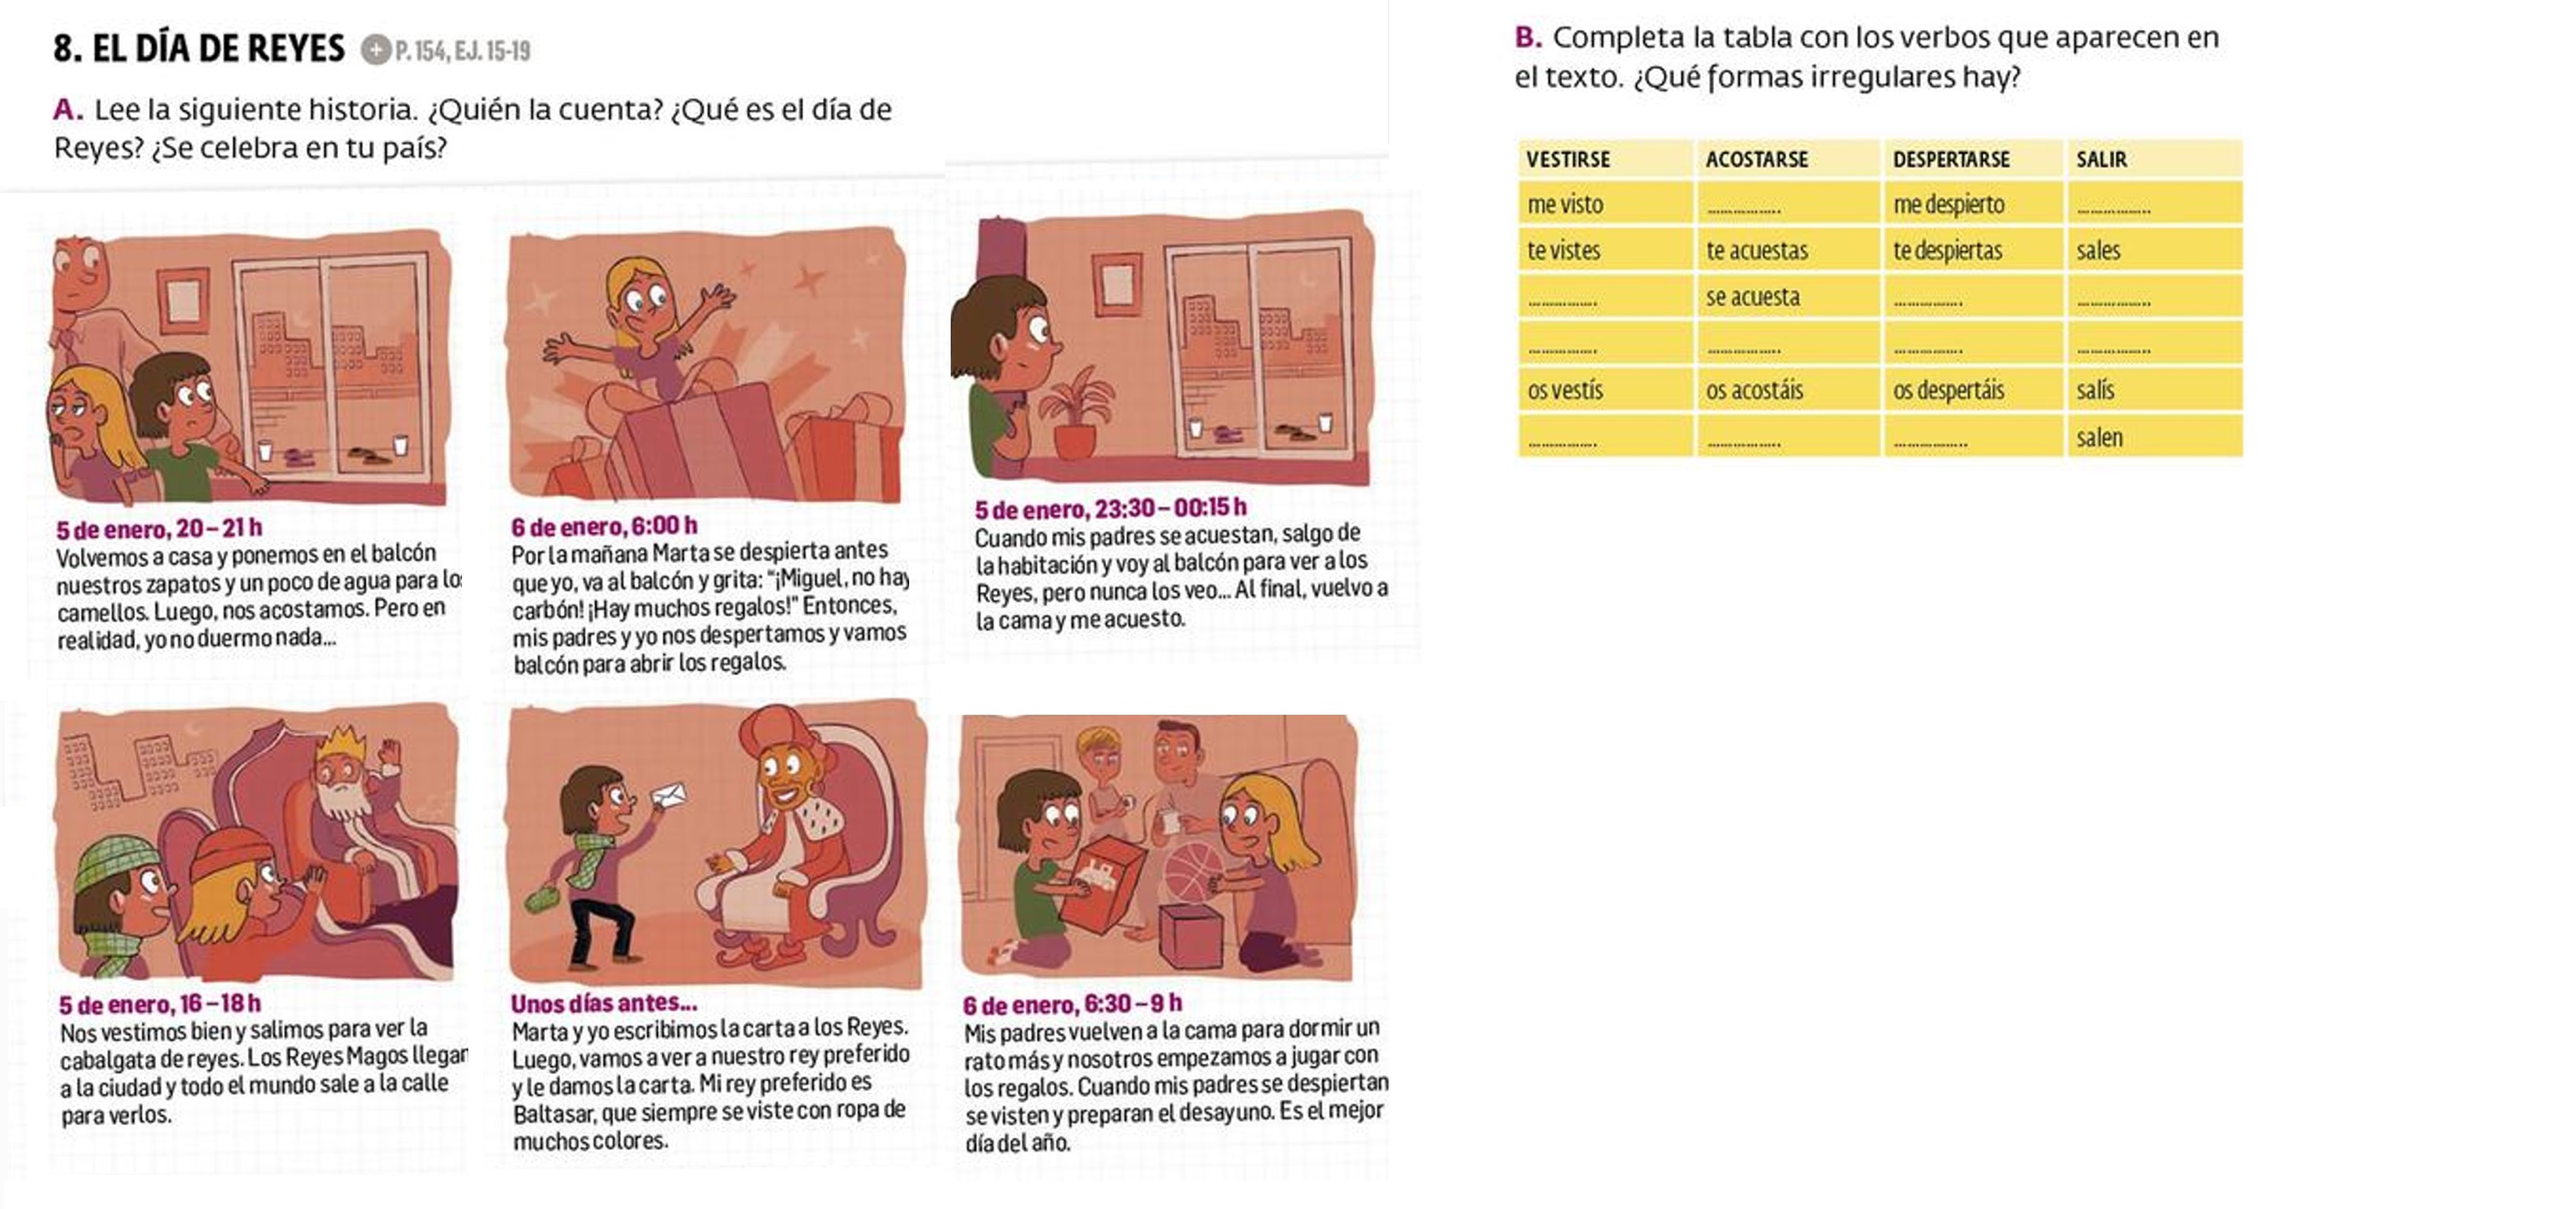 8. EL DÍA DE REYES + P. 154, EJ. 15-19
A. Lee la siguiente historia. ¿Quién la cuenta? ¿Qué es el día de
Reyes? ¿Se celebra en tu país?
5 de enero, 20 – 21 h
Volvemos a casa y ponemos en el balcón
nuestros zapatos y un poco de agua para lo
camellos. Luego, nos acostamos. Pero en
realidad, yo no duermo nada...
6 de enero, 6:00 h
Por la mañana Marta se despierta antes
que yo, va al balcón y grita: "¡Miguel, no hay
carbón! ¡Hay muchos regalos!" Entonces,
mis padres y yo nos despertamos y vamos
balcón para abrir los regalos.
5 de enero, 23:30 – 00:15 h
Cuando mis padres se acuestan, salgo de
la habitación y voy al balcón para ver a los
Reyes, pero nunca los veo... Al final, vuelvo a
la cama y me acuesto.
5 de enero, 16 – 18 h
Nos vestimos bien y salimos para ver la
cabalgata de reyes. Los Reyes Magos llegan
a la ciudad y todo el mundo sale a la calle
para verlos.
Unos días antes...
Marta y yo escribimos la carta a los Reyes.
Luego, vamos a ver a nuestro rey preferido
y le damos la carta. Mi rey preferido es
Baltasar, que siempre se viste con ropa de
muchos colores.
6 de enero, 6:30 – 9 h
Mis padres vuelven a la cama para dormir un
rato más y nosotros empezamos a jugar con
los regalos. Cuando mis padres se despiertan
se visten y preparan el desayuno. Es el mejor
día del año.
B. Completa la tabla con los verbos que aparecen en
el texto. ¿Qué formas irregulares hay?
VESTIRSE ACOSTARSE DESPERTARSE SALIR
me visto ................ me despierto ................
te vistes te acuestas te despiertas sales
................ se acuesta ................ ................
................ ................ ................ ................
os vestís os acostáis os despertáis salís
................ ................ ................ salen